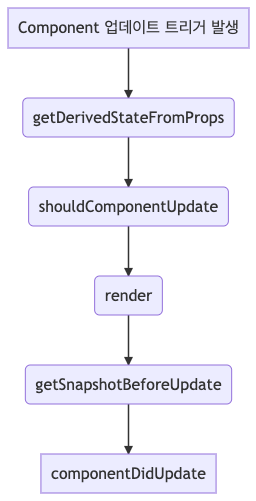 Component 업데이트 트리거 발생
getDerivedStateFromProps
shouldComponentUpdate
render
getSnapshotBeforeUpdate
componentDidUpdate